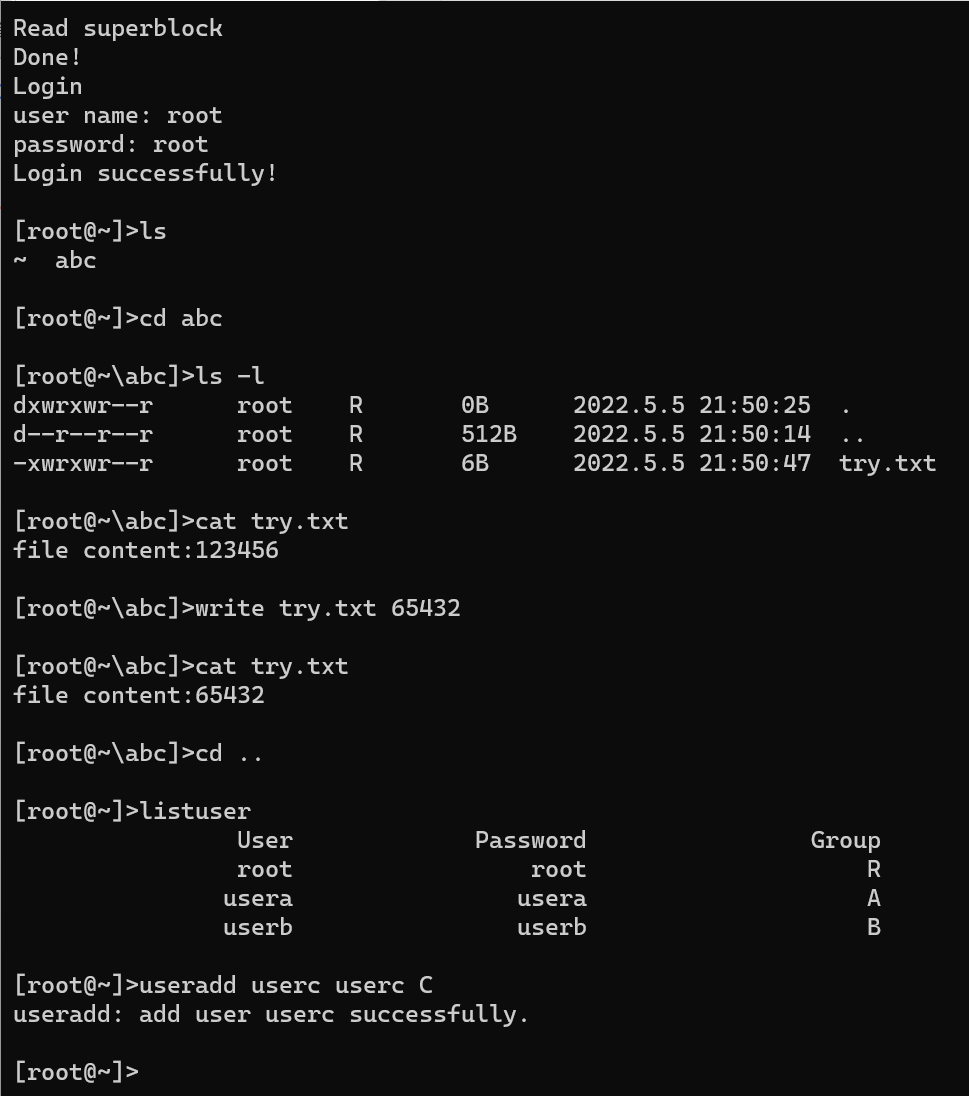 Read superblock
Done!
Login
user name: root
password: root
Login successfully!
[root@~]>ls
~  abc
[root@~]>cd abc
[root@~\abc]>ls -l
dxwrxwr--r      root    R       0B      2022.5.5 21:50:25  .
d--r--r--r      root    R       512B    2022.5.5 21:50:14  ..
-xwrxwr--r      root    R       6B      2022.5.5 21:50:47  try.txt
[root@~\abc]>cat try.txt
file content:123456
[root@~\abc]>write try.txt 65432
[root@~\abc]>cat try.txt
file content:65432
[root@~\abc]>cd ..
[root@~]>listuser
                User             Password                Group
                root                 root                    R
               usera                usera                    A
               userb                userb                    B
[root@~]>useradd userc userc C
useradd: add user userc successfully.
[root@~]>